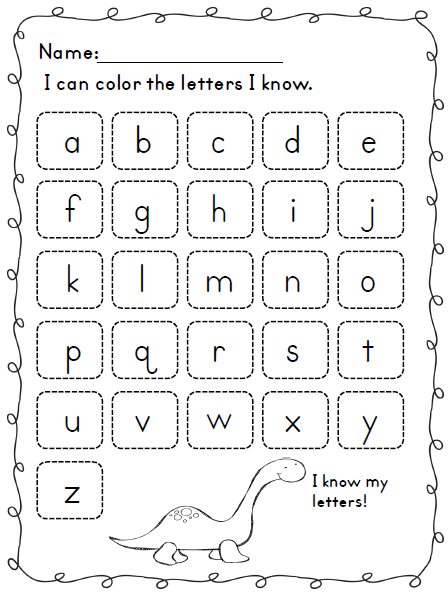 Name:
I can color the letters I know.
a b c d e
f g h i j
k l m n o
p q r s t
u v w x y
z
I know my
letters!